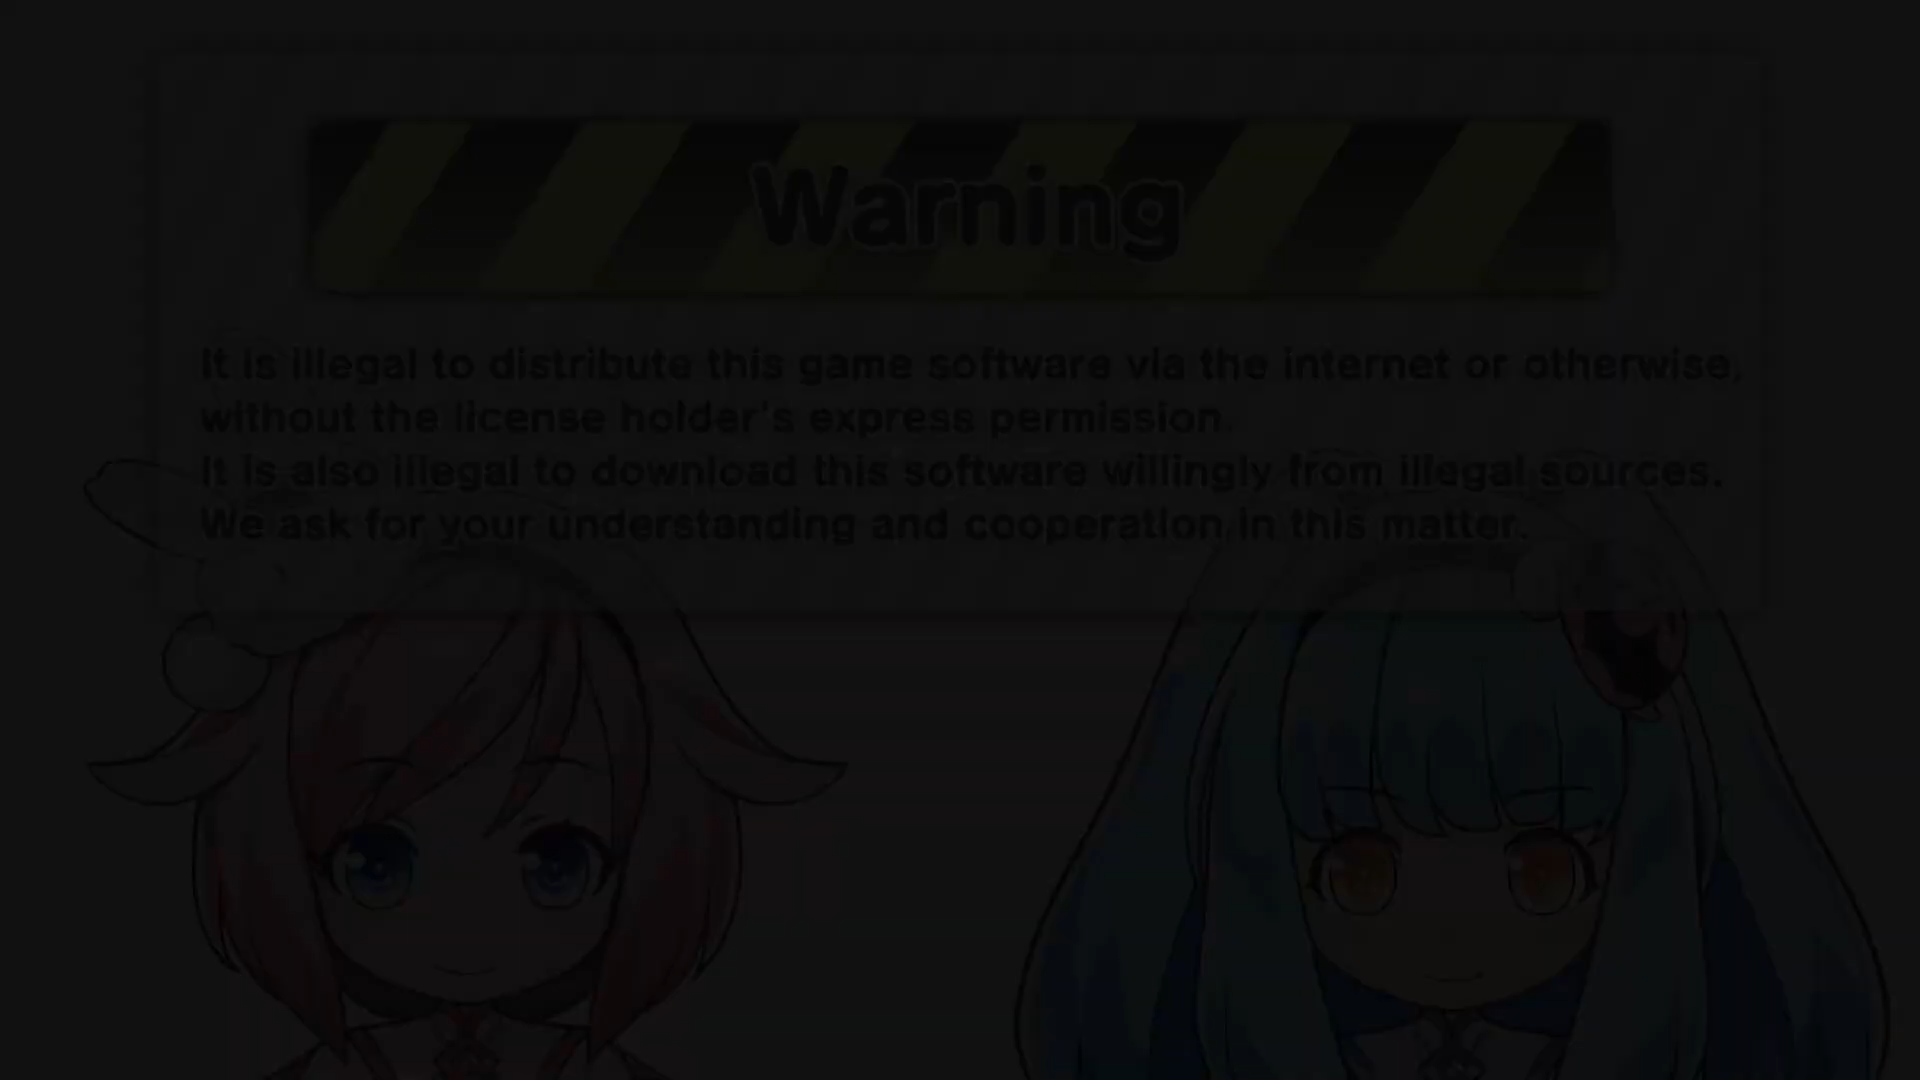 Warning
It is illegal to distribute this game software via the internet or otherwise,
without the license holder's express permission.
It is also illegal to download this software willingly from illegal sources.
We ask for your understanding and cooperation in this matter.